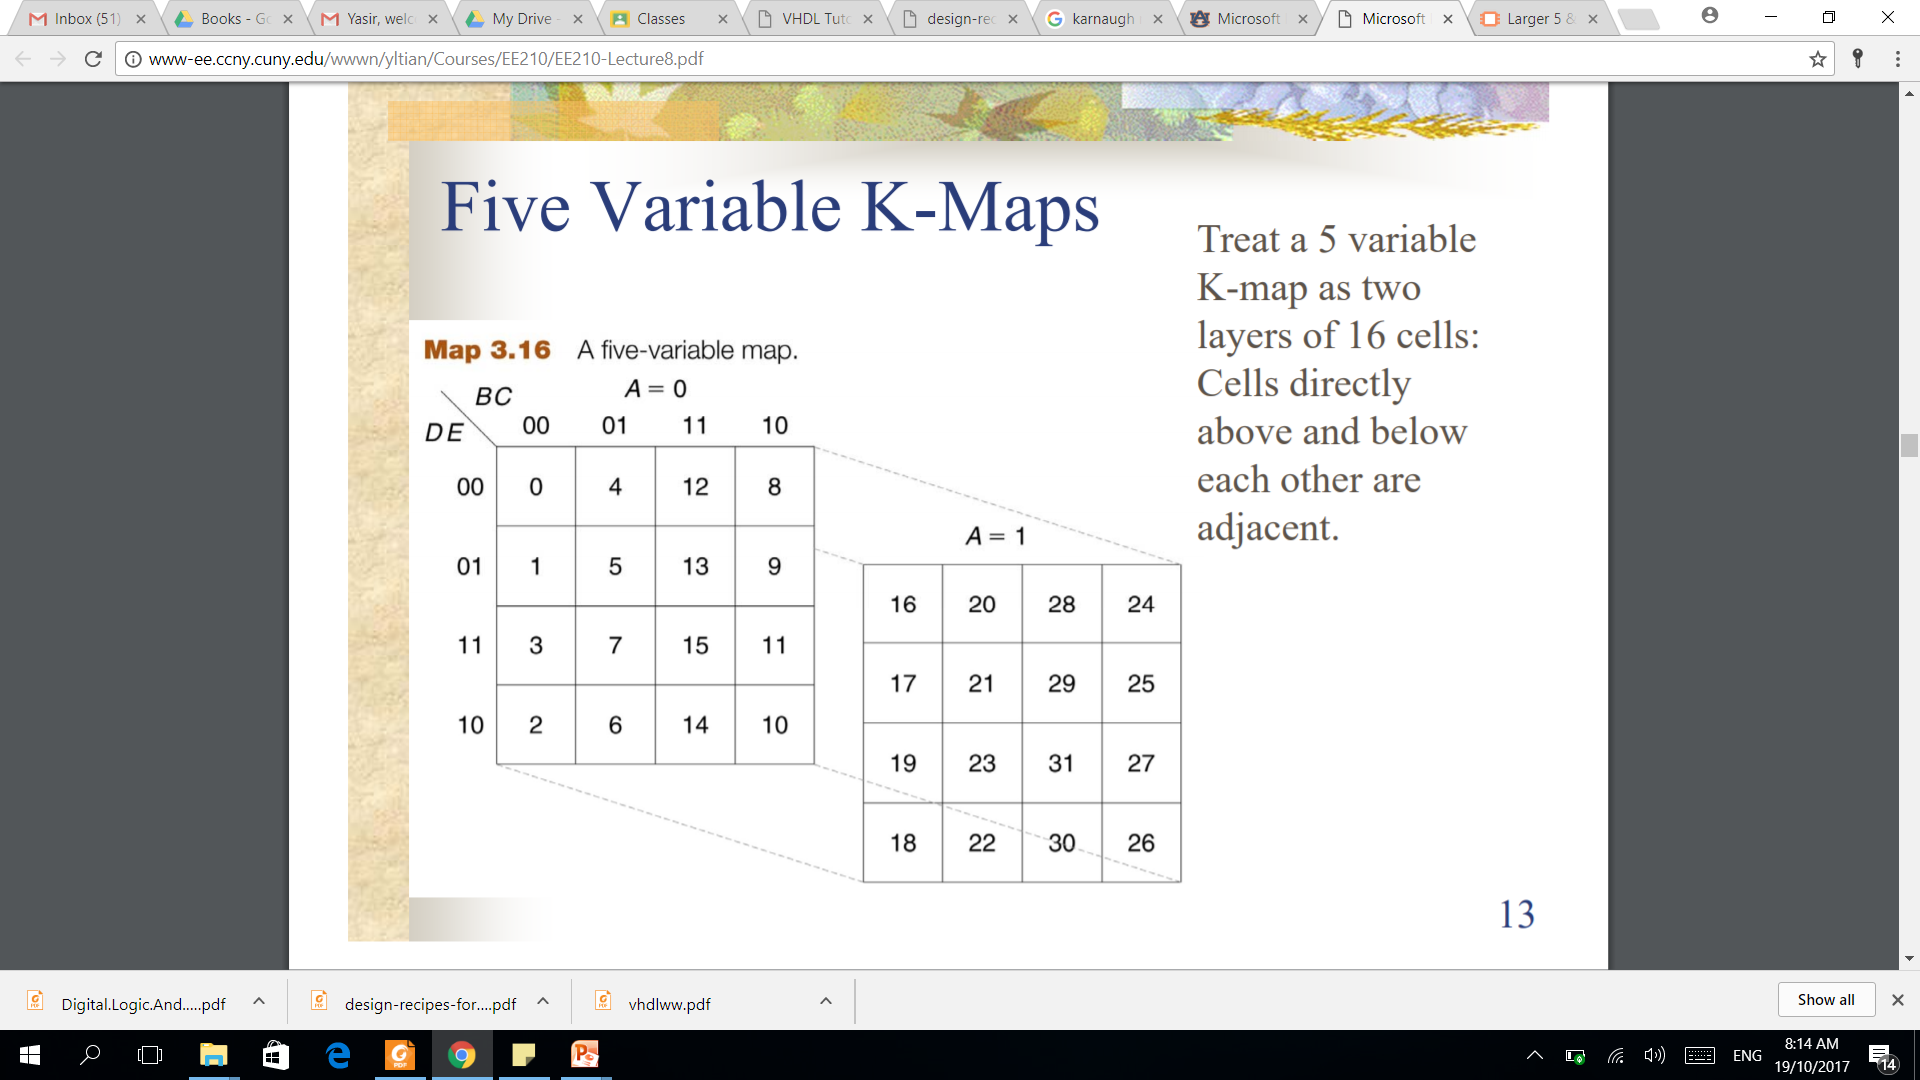 Inbox (51)
Books - Go
Yasir, welc
My Drive -
Classes
VHDL Tuto
design-rec
karnaugh
Microsoft
Microsoft
Larger 5 &
www-ee.ccny.cuny.edu/wwwn/yltian/Courses/EE210/EE210-Lecture8.pdf
Five Variable K-Maps
Treat a 5 variable
K-map as two
layers of 16 cells:
Cells directly
above and below
each other are
adjacent.
Map 3.16 A five-variable map.
BC A = 0
DE 00 01 11 10
00 0 4 12 8
01 1 5 13 9
11 3 7 15 11
10 2 6 14 10
A = 1
16 20 28 24
17 21 29 25
19 23 31 27
18 22 30 26
13
Digital.Logic.And.....pdf
design-recipes-for....pdf
vhdlww.pdf
Show all
ENG
8:14 AM
19/10/2017
14